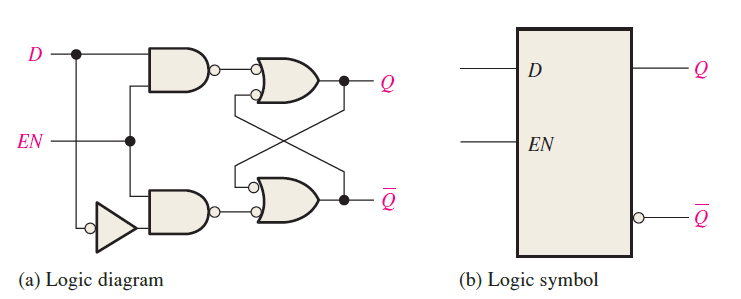 D
EN
Q
Q̅
(a) Logic diagram
D
EN
Q
Q̅
(b) Logic symbol